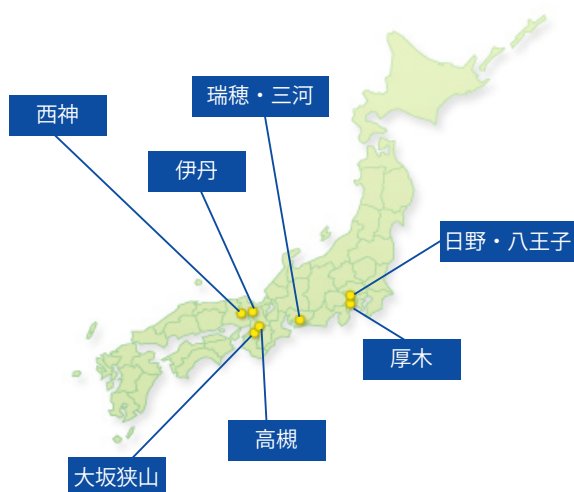 瑞穂・三河
西神
伊丹
日野・八王子
厚木
高槻
大坂狭山